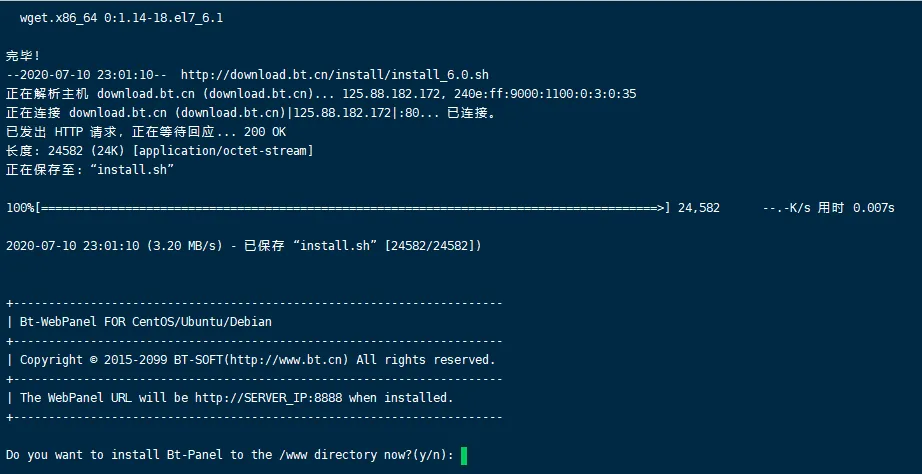 wget.x86_64 0:1.14-18.el7_6.1
完毕！
--2020-07-10 23:01:10--  http://download.bt.cn/install/install_6.0.sh
正在解析主机 download.bt.cn (download.bt.cn)... 125.88.182.172, 240e:ff:9000:1100:0:3:0:35
正在连接 download.bt.cn (download.bt.cn)|125.88.182.172|:80... 已连接。
已发出 HTTP 请求，正在等待回应... 200 OK
长度：24582 (24K) [application/octet-stream]
正在保存至: “install.sh”
100%[========================================================================================>] 24,582      --.-K/s 用时 0.007s
2020-07-10 23:01:10 (3.20 MB/s) - 已保存 “install.sh” [24582/24582])
+----------------------------------------------------------------------
| Bt-WebPanel FOR CentOS/Ubuntu/Debian
+----------------------------------------------------------------------
| Copyright © 2015-2099 BT-SOFT(http://www.bt.cn) All rights reserved.
+----------------------------------------------------------------------
| The WebPanel URL will be http://SERVER_IP:8888 when installed.
+----------------------------------------------------------------------
Do you want to install Bt-Panel to the /www directory now?(y/n):